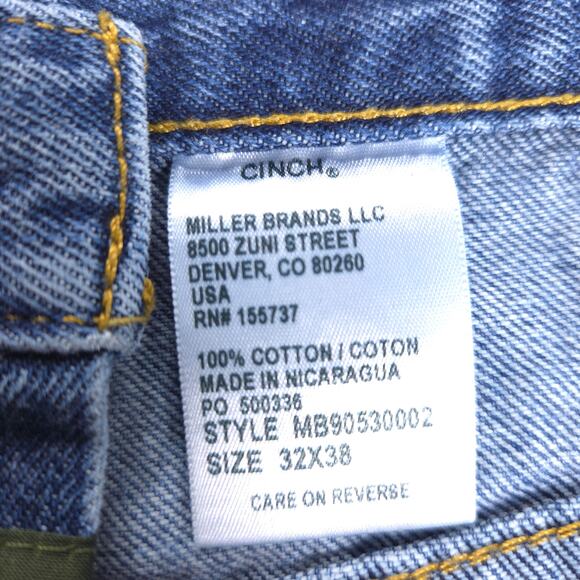 CINCH®
MILLER BRANDS LLC
8500 ZUNI STREET
DENVER, CO 80260
USA
RN# 155737
100% COTTON / COTON
MADE IN NICARAGUA
PO 500336
STYLE MB90530002
SIZE 32X38
CARE ON REVERSE